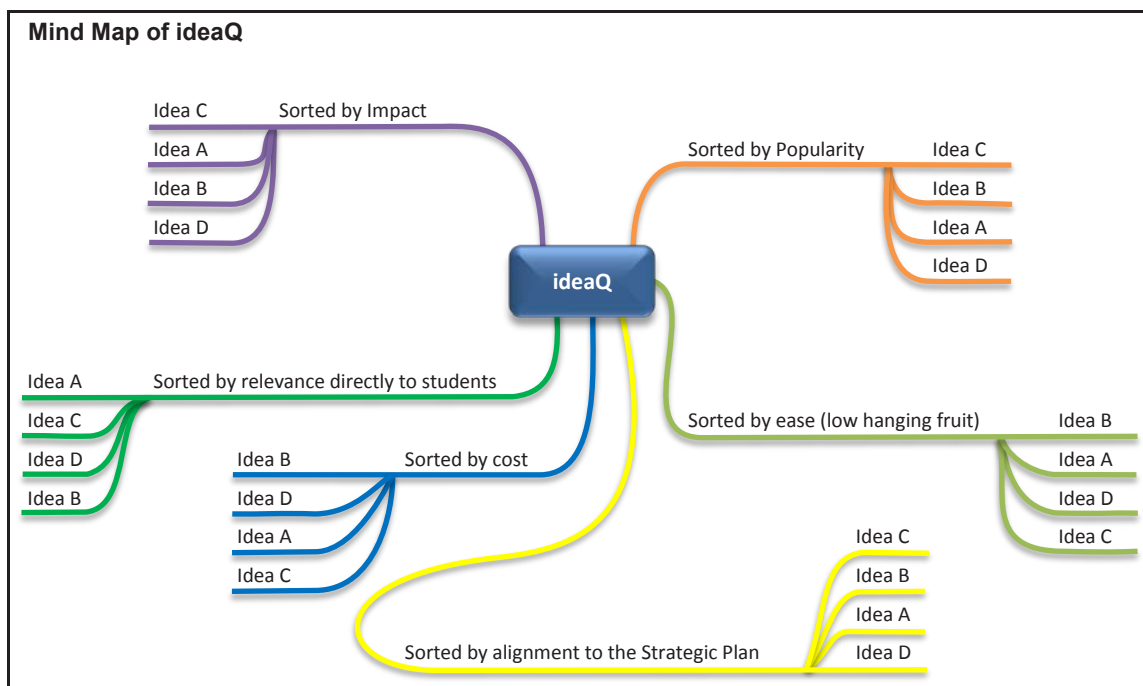 Mind Map of ideaQ
Idea C
Sorted by Impact
Idea A
Idea B
Idea D
Sorted by Popularity
Idea C
Idea B
Idea A
Idea D
ideaQ
Idea A
Sorted by relevance directly to students
Idea C
Idea D
Idea B
Sorted by ease (low hanging fruit)
Idea B
Idea A
Idea D
Idea C
Idea B
Sorted by cost
Idea D
Idea A
Idea C
Sorted by alignment to the Strategic Plan
Idea C
Idea B
Idea A
Idea D